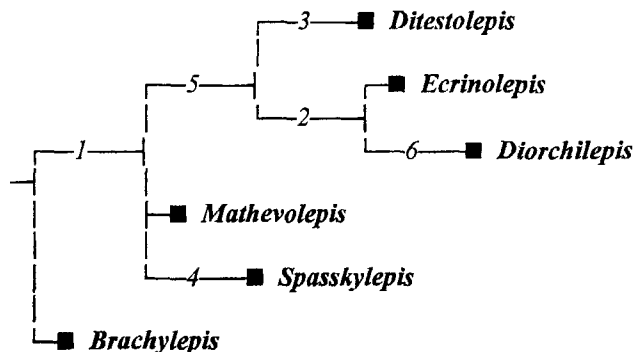 3 Ditestolepis
5 Ecrinolepis
2
1 6 Diorchilepis
Mathevolepis
4 Spasskylepis
Brachylepis